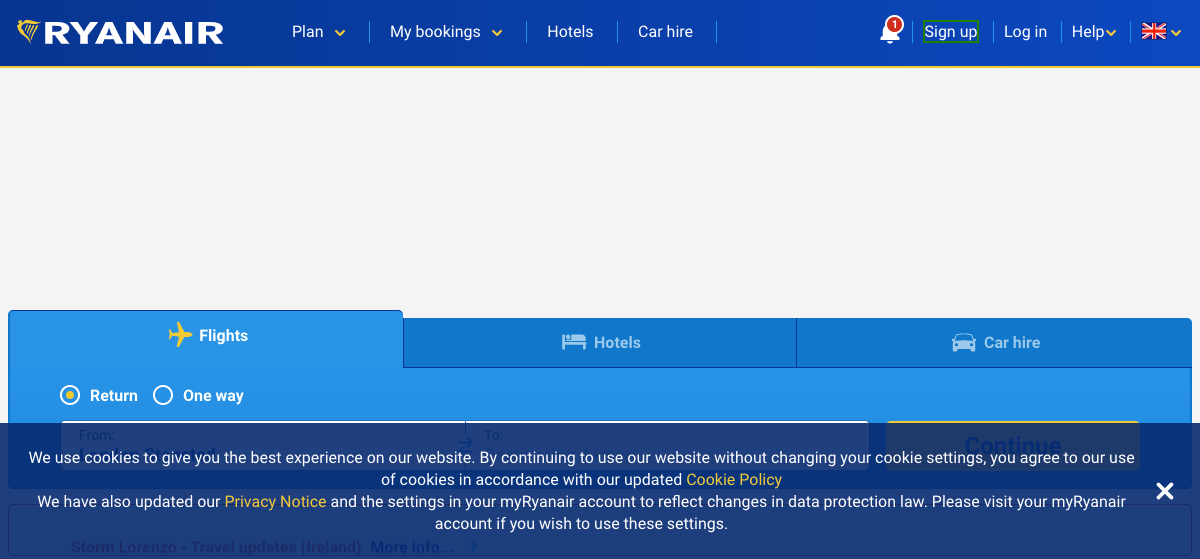 RYANAIR Plan My bookings Hotels Car hire 1 Sign up Log in Help
Flights Hotels Car hire
Return One way
From: To:
London Stansted Continue
We use cookies to give you the best experience on our website. By continuing to use our website without changing your cookie settings, you agree to our use
of cookies in accordance with our updated Cookie Policy
We have also updated our Privacy Notice and the settings in your myRyanair account to reflect changes in data protection law. Please visit your myRyanair
account if you wish to use these settings.
Storm Lorenzo - Travel updates (Ireland) More info...